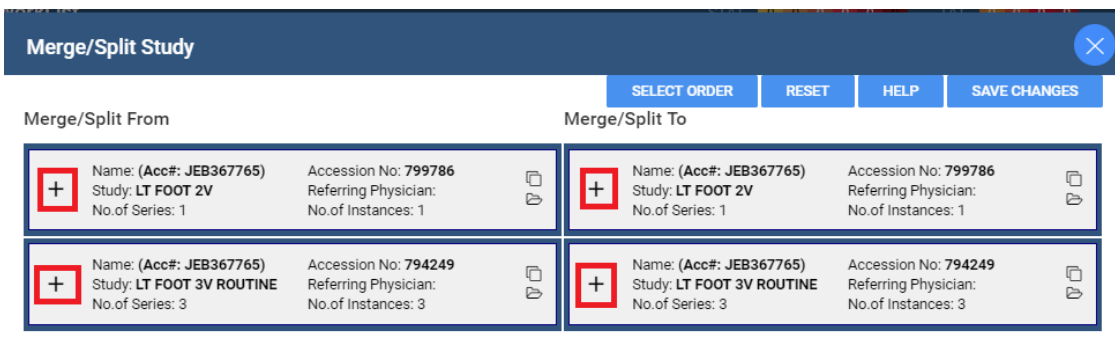 Merge/Split Study
SELECT ORDER RESET HELP SAVE CHANGES
Merge/Split From
Merge/Split To
Name: (Acc#: JEB367765) Accession No: 799786
Study: LT FOOT 2V Referring Physician:
No.of Series: 1 No.of Instances: 1
Name: (Acc#: JEB367765) Accession No: 799786
Study: LT FOOT 2V Referring Physician:
No.of Series: 1 No.of Instances: 1
Name: (Acc#: JEB367765) Accession No: 794249
Study: LT FOOT 3V ROUTINE Referring Physician:
No.of Series: 3 No.of Instances: 3
Name: (Acc#: JEB367765) Accession No: 794249
Study: LT FOOT 3V ROUTINE Referring Physician:
No.of Series: 3 No.of Instances: 3